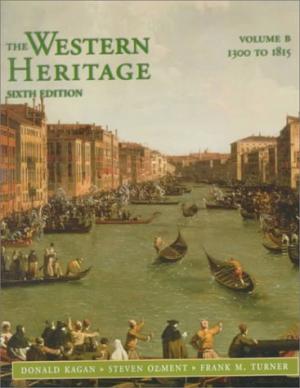 THE WESTERN
HERITAGE
SIXTH EDITION
VOLUME B
1300 TO 1815
DONALD KAGAN • STEVEN OZMENT • FRANK M. TURNER